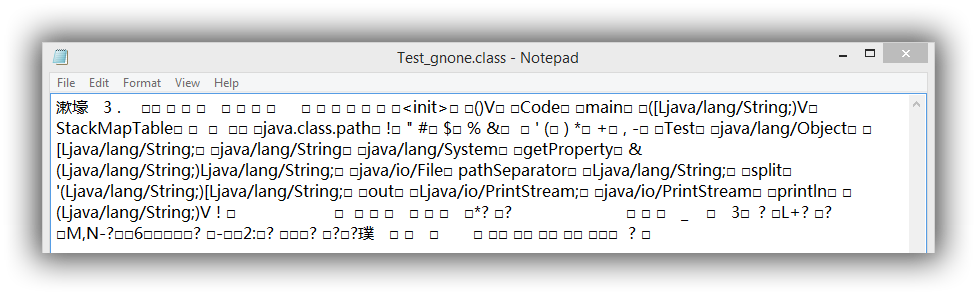 Test_gnone.class - Notepad
File Edit Format View Help
漱壕 3 . □□ □ □ □ □ □ □ □ □ □ □ □ □ □ □<init>□ □()V□ □Code□ □main□ □([Ljava/lang/String;)V□
StackMapTable□ □ □ □□ □java.class.path□ !□ " #□ $□ % &□ □ ' (□ ) *□ +□ , -□ □Test□ □java/lang/Object□ □
[Ljava/lang/String;□ □java/lang/String□ □java/lang/System□ □getProperty□ &
(Ljava/lang/String;)Ljava/lang/String;□ □java/io/File□ pathSeparator□ □Ljava/lang/String;□ □split□
'(Ljava/lang/String;)[Ljava/lang/String;□ □out□ □Ljava/io/PrintStream;□ □java/io/PrintStream□ □println□ □
(Ljava/lang/String;)V ! □ □ □ □ □ □ □ □ □*? □? □ □ □ _ □ 3□ ? □L+? □?
□M,N-?□□6□□□□□? □-□□2:□? □□□? □?□?璞 □ □ □ □ □□ □□ □□ □□ □□□ ? □